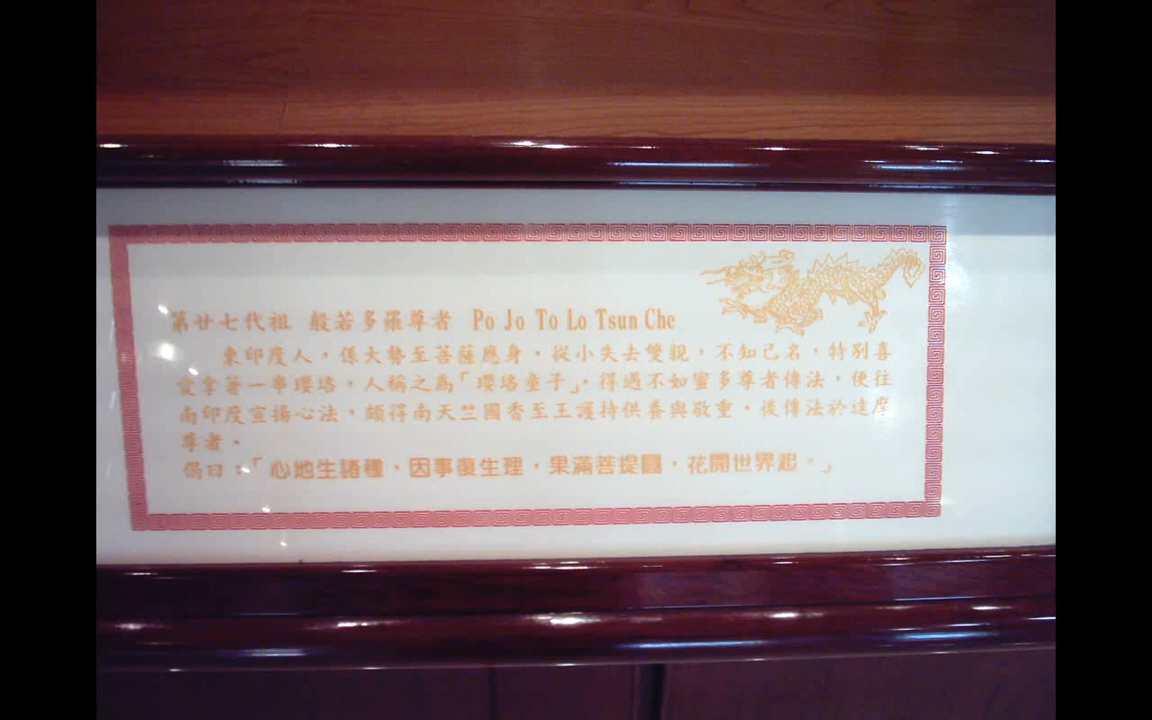 第廿七代祖 般若多羅尊者 Po Jo To Lo Tsun Che
東印度人，係大勢至菩薩應身，從小失去雙親，不知己名，特別喜
愛拿著一串瓔珞，人稱之為「瓔珞童子」，得遇不如蜜多尊者傳法，便往
南印度宣揚心法，頗得南天竺國香至王護持供養與敬重，後傳法於達摩
尊者。
偈曰：「心地生諸種，因事復生理，果滿菩提圓，花開世界起。」